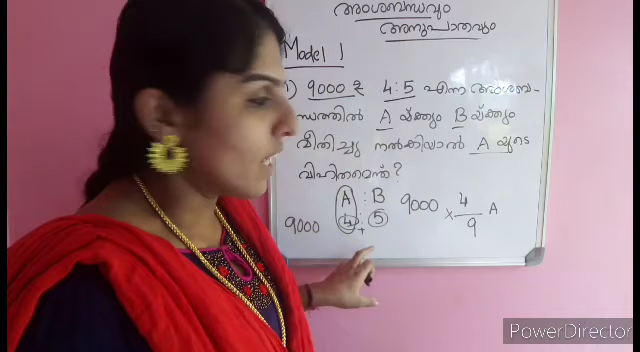 അംശബന്ധവും
അനുപാതവും
Model 1
1) 9000 ₹ 4:5 എന്ന അംശബ-
ന്ധത്തിൽ A യ്ക്കും B യ്ക്കും
വീതിച്ചു നൽകിയാൽ A യുടെ
വിഹിതമെന്ത്?
A : B
9000 4 : 5
+
9000 × 4/9 A
PowerDirector